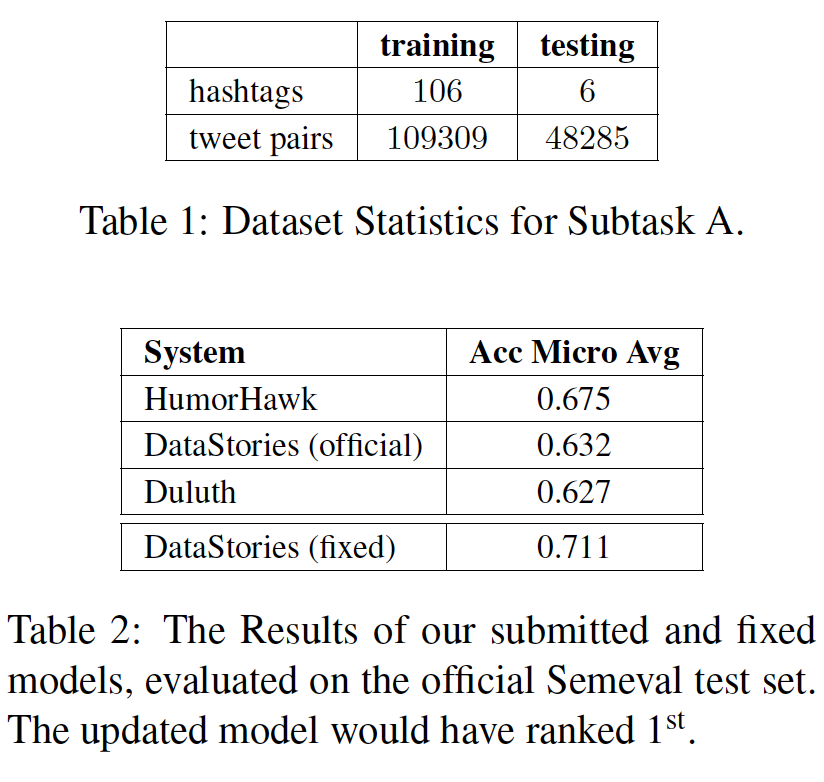 training testing
hashtags 106 6
tweet pairs 109309 48285
Table 1: Dataset Statistics for Subtask A.
System Acc Micro Avg
HumorHawk 0.675
DataStories (official) 0.632
Duluth 0.627
DataStories (fixed) 0.711
Table 2: The Results of our submitted and fixed
models, evaluated on the official Semeval test set.
The updated model would have ranked 1st.